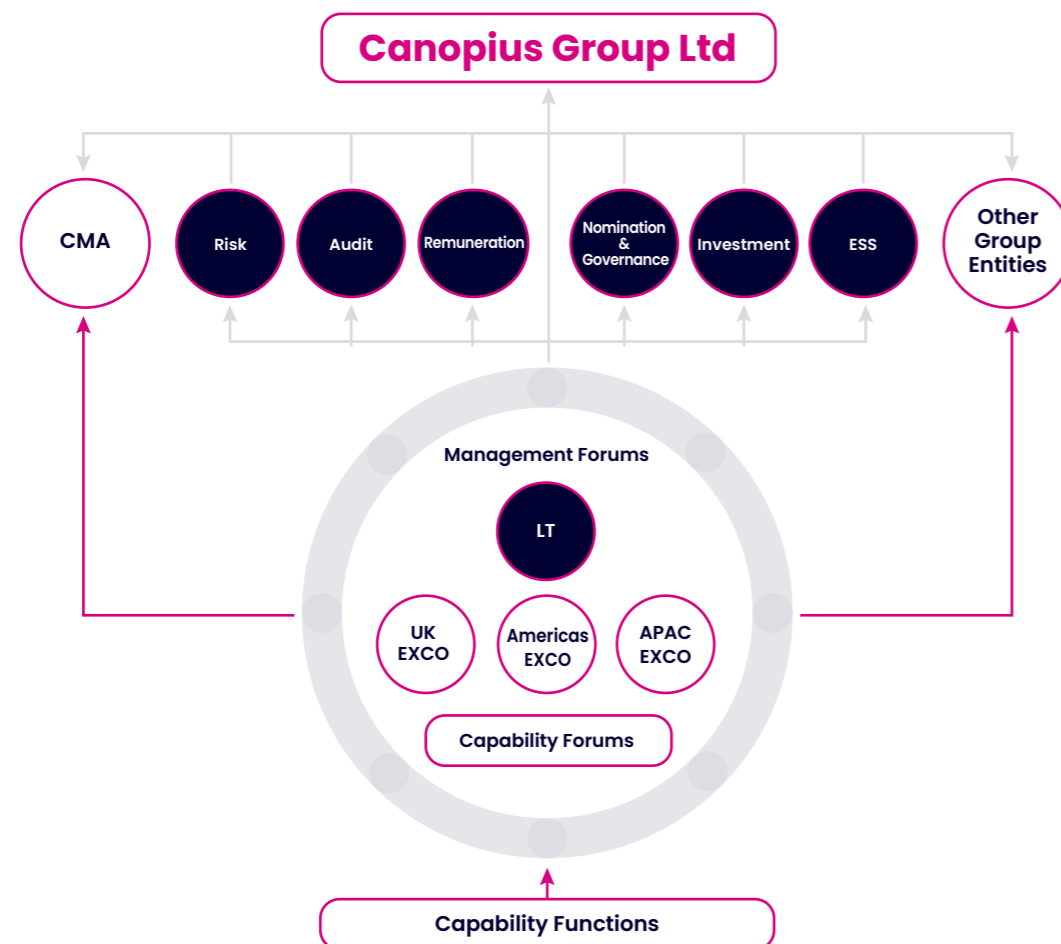 Canopius Group Ltd
CMA
Risk
Audit
Remuneration
Nomination
&
Governance
Investment
ESS
Other
Group
Entities
Management Forums
LT
UK
EXCO
Americas
EXCO
APAC
EXCO
Capability Forums
Capability Functions